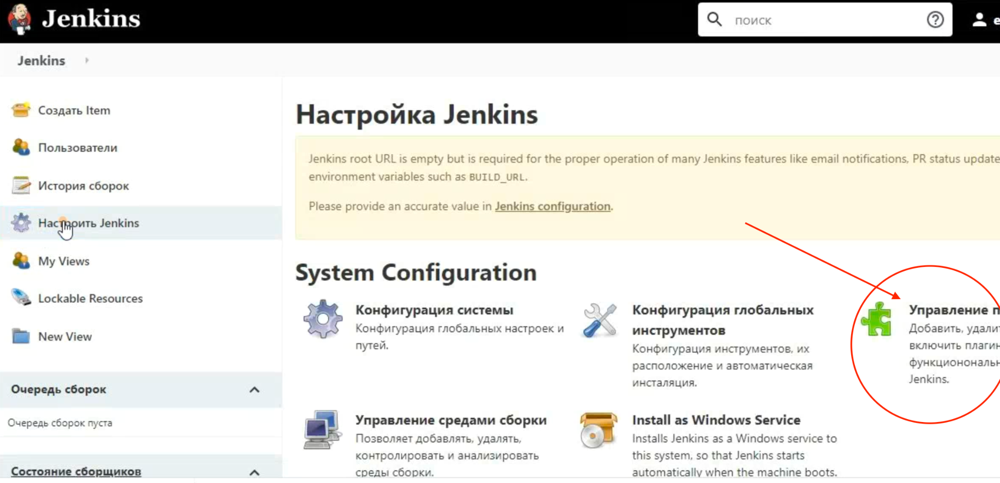 Jenkins
поиск
Jenkins
Создать Item
Пользователи
История сборок
Настроить Jenkins
My Views
Lockable Resources
New View
Очередь сборок
Очередь сборок пуста
Состояние сборщиков
Настройка Jenkins
Jenkins root URL is empty but is required for the proper operation of many Jenkins features like email notifications, PR status update
environment variables such as BUILD_URL.
Please provide an accurate value in Jenkins configuration.
System Configuration
Конфигурация системы
Конфигурация глобальных настроек и
путей.
Конфигурация глобальных
инструментов
Конфигурация инструментов, их
расположение и автоматическая
инсталяция.
Управление
Добавить,
включить
Jenkins.
Управление средами сборки
Позволяет добавлять, удалять,
контролировать и анализировать
среды сборки.
Install as Windows Service
Installs Jenkins as a Windows service to
this system, so that Jenkins starts
automatically when the machine boots.